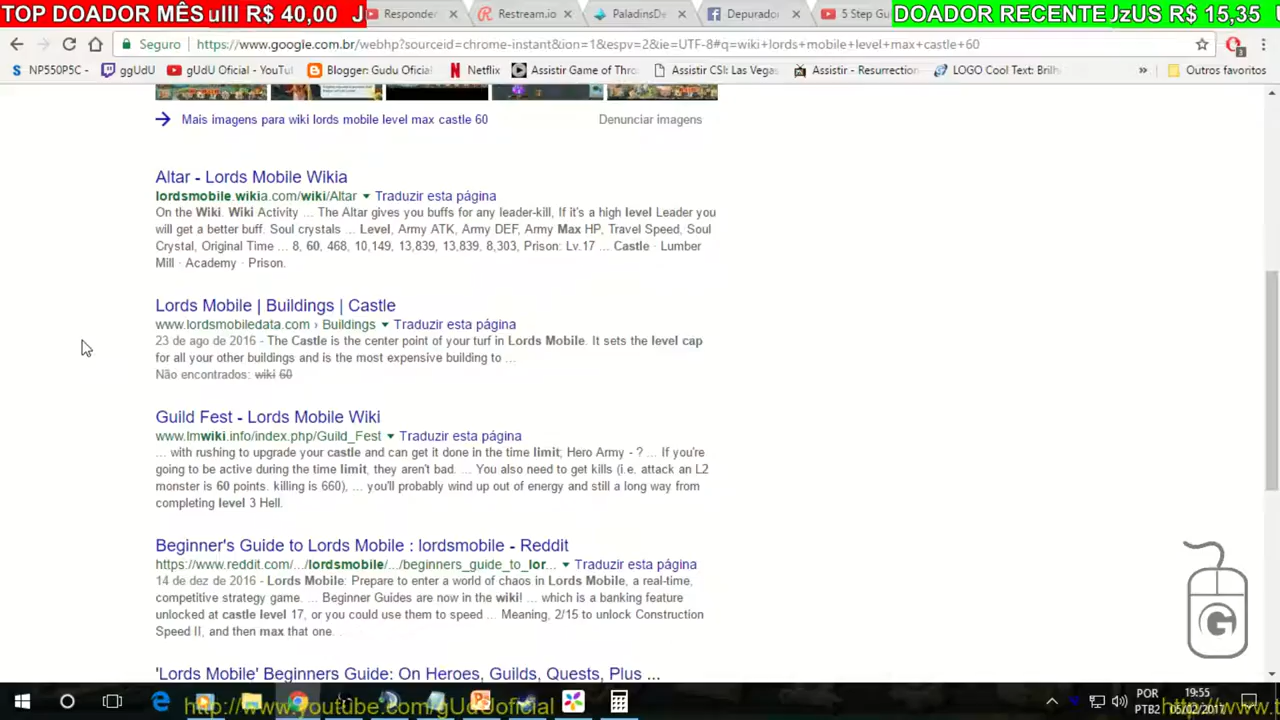 TOP DOADOR MÊS ulll R$ 40,00 J
DOADOR RECENTE JzUS R$ 15,35
Responder
Restream.io
PaladinsDe
Depurador
5 Step Gu
Seguro
https://www.google.com.br/webhp?sourceid=chrome-instant&ion=1&espv=2&ie=UTF-8#q=wiki+lords+mobile+level+max+castle+60
NP550P5C -
ggUdU
gUdU Oficial - YouTu
Blogger: Gudu Oficial
Netflix
Assistir Game of Thro
Assistir CSI: Las Vegas
Assistir - Resurrection
LOGO Cool Text: Brilh
»
Outros favoritos
Mais imagens para wiki lords mobile level max castle 60
Denunciar imagens
Altar - Lords Mobile Wikia
lordsmobile.wikia.com/wiki/Altar Traduzir esta página
On the Wiki. Wiki Activity ... The Altar gives you buffs for any leader-kill, If it's a high level Leader you
will get a better buff. Soul crystals ... Level, Army ATK, Army DEF, Army Max HP, Travel Speed, Soul
Crystal, Original Time ... 8, 60, 468, 10,149, 13,839, 13,839, 8,303, Prison: Lv.17 ... Castle · Lumber
Mill · Academy · Prison.
Lords Mobile | Buildings | Castle
www.lordsmobiledata.com › Buildings Traduzir esta página
23 de ago de 2016 - The Castle is the center point of your turf in Lords Mobile. It sets the level cap
for all your other buildings and is the most expensive building to ...
Não encontrados: wiki 60
Guild Fest - Lords Mobile Wiki
www.lmwiki.info/index.php/Guild_Fest Traduzir esta página
... with rushing to upgrade your castle and can get it done in the time limit; Hero Army - ? ... If you're
going to be active during the time limit, they aren't bad. ... You also need to get kills (i.e. attack an L2
monster is 60 points. killing is 660), ... you'll probably wind up out of energy and still a long way from
completing level 3 Hell.
Beginner's Guide to Lords Mobile : lordsmobile - Reddit
https://www.reddit.com/.../lordsmobile/.../beginners_guide_to_lor... Traduzir esta página
14 de dez de 2016 - Lords Mobile: Prepare to enter a world of chaos in Lords Mobile, a real-time,
competitive strategy game. ... Beginner Guides are now in the wiki! ... which is a banking feature
unlocked at castle level 17, or you could use them to speed ... Meaning, 2/15 to unlock Construction
Speed II, and then max that one.
'Lords Mobile' Beginners Guide: On Heroes, Guilds, Quests, Plus ...
http://www.youtube.com/gUdUoficial
http://www.
POR
PTB2
19:55
05/02/2017